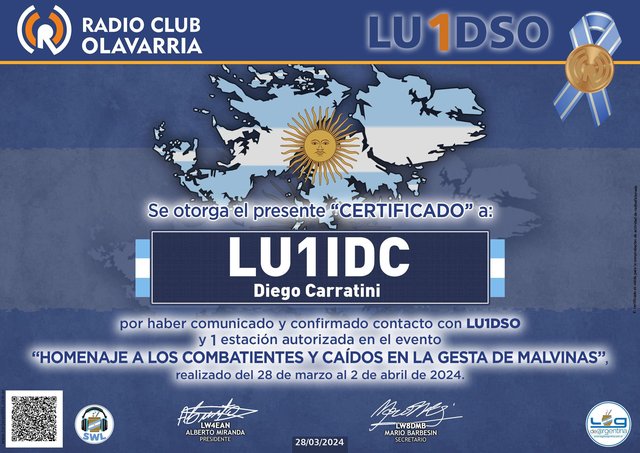 RADIO CLUB
OLAVARRIA
LU1DSO
Se otorga el presente “CERTIFICADO” a:
LU1IDC
Diego Carratini
por haber comunicado y confirmado contacto con LU1DSO
y 1 estación autorizada en el evento
“HOMENAJE A LOS COMBATIENTES Y CAÍDOS EN LA GESTA DE MALVINAS”,
realizado del 28 de marzo al 2 de abril de 2024.
SWL
LW4EAN
ALBERTO MIRANDA
PRESIDENTE
28/03/2024
LW8DMB
MARIO BARBESIN
SECRETARIO
LOG
deargentina